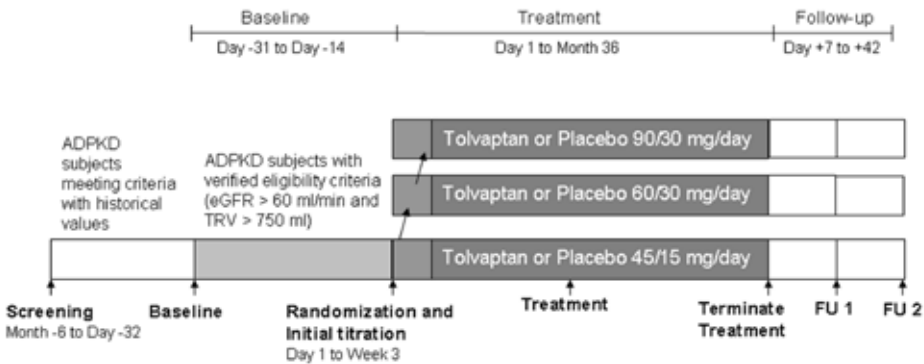 Baseline
Treatment
Follow-up
Day -31 to Day -14
Day 1 to Month 36
Day +7 to +42
ADPKD
subjects
meeting criteria
with historical
values
ADPKD subjects with
verified eligibility criteria
(eGFR > 60 ml/min and
TRV > 750 ml)
Tolvaptan or Placebo 90/30 mg/day
Tolvaptan or Placebo 60/30 mg/day
Tolvaptan or Placebo 45/15 mg/day
Screening
Month -6 to Day -32
Baseline
Randomization and
Initial titration
Day 1 to Week 3
Treatment
Terminate
Treatment
FU 1
FU 2